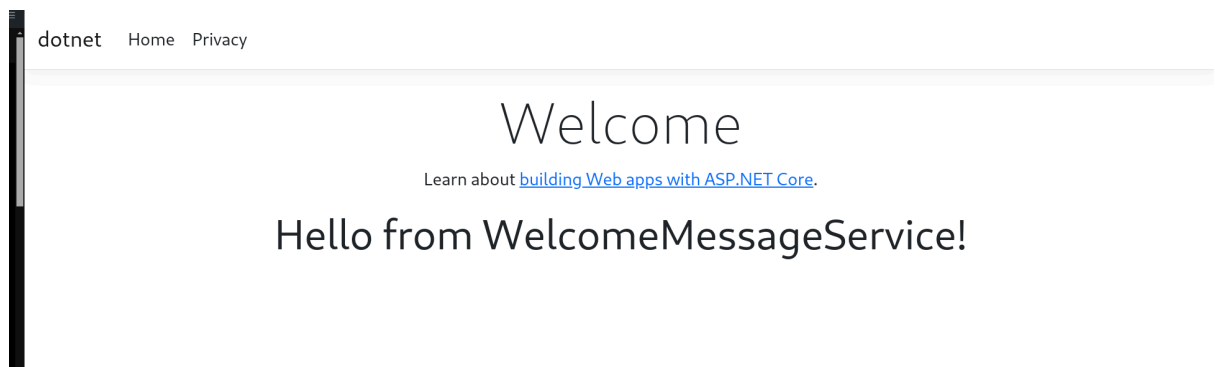 dotnet Home Privacy
Welcome
Learn about building Web apps with ASP.NET Core.
Hello from WelcomeMessageService!